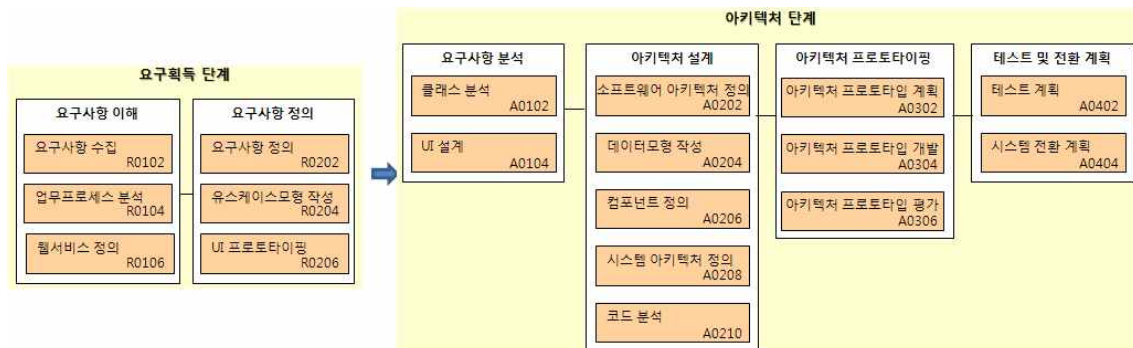 요구획득 단계
요구사항 이해
요구사항 수집
R0102
업무프로세스 분석
R0104
웹서비스 정의
R0106
요구사항 정의
요구사항 정의
R0202
유스케이스모형 작성
R0204
UI 프로토타이핑
R0206
아키텍처 단계
요구사항 분석
클래스 분석
A0102
UI 설계
A0104
아키텍처 설계
소프트웨어 아키텍처 정의
A0202
데이터모형 작성
A0204
컴포넌트 정의
A0206
시스템 아키텍처 정의
A0208
코드 분석
A0210
아키텍처 프로토타이핑
아키텍처 프로토타입 계획
A0302
아키텍처 프로토타입 개발
A0304
아키텍처 프로토타입 평가
A0306
테스트 및 전환 계획
테스트 계획
A0402
시스템 전환 계획
A0404